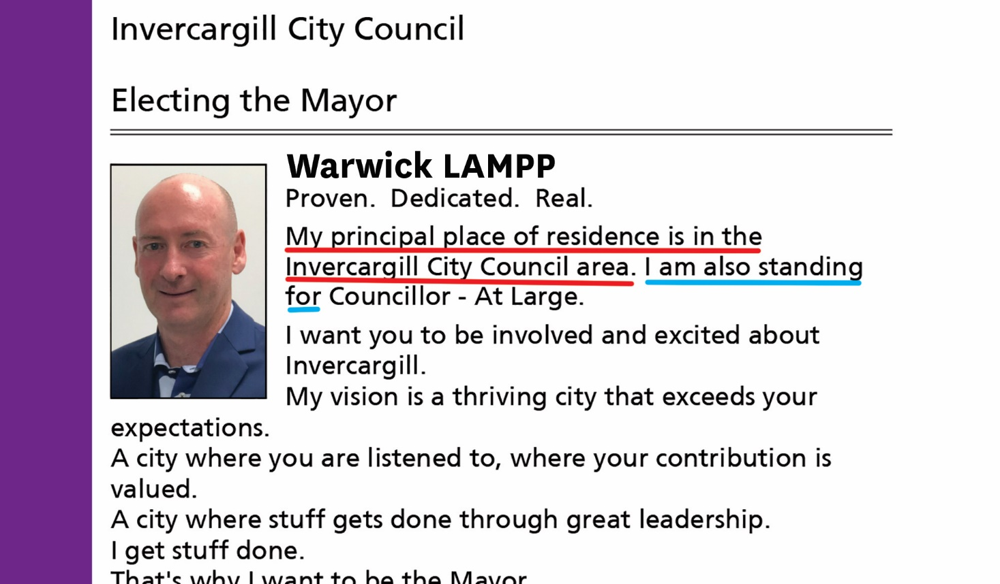 Invercargill City Council
Electing the Mayor
Warwick LAMPP
Proven.  Dedicated.  Real.
My principal place of residence is in the
Invercargill City Council area. I am also standing
for Councillor - At Large.
I want you to be involved and excited about
Invercargill.
My vision is a thriving city that exceeds your
expectations.
A city where you are listened to, where your contribution is
valued.
A city where stuff gets done through great leadership.
I get stuff done.
That's why I want to be the Mayor